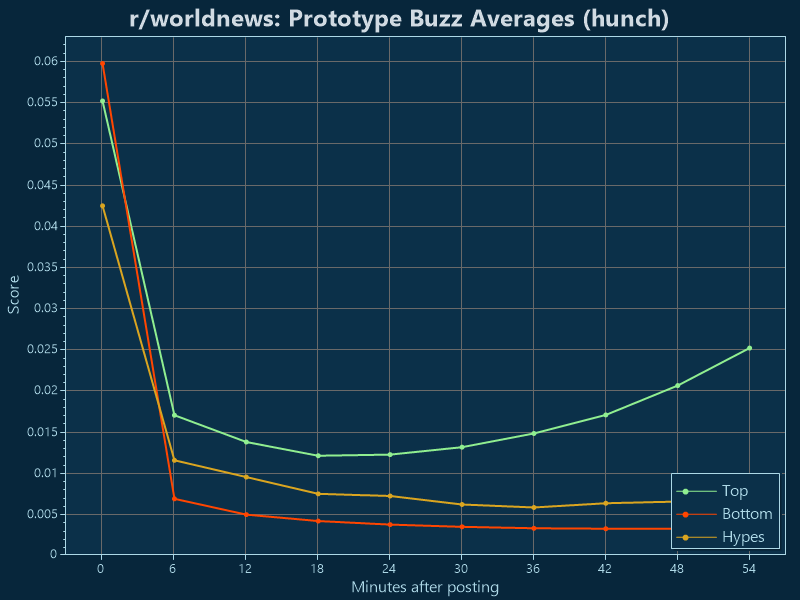 r/worldnews: Prototype Buzz Averages (hunch)
0.06
0.055
0.05
0.045
0.04
0.035
0.03
0.025
0.02
0.015
0.01
0.005
0
Score
Top
Bottom
Hypes
0 6 12 18 24 30 36 42 48 54
Minutes after posting